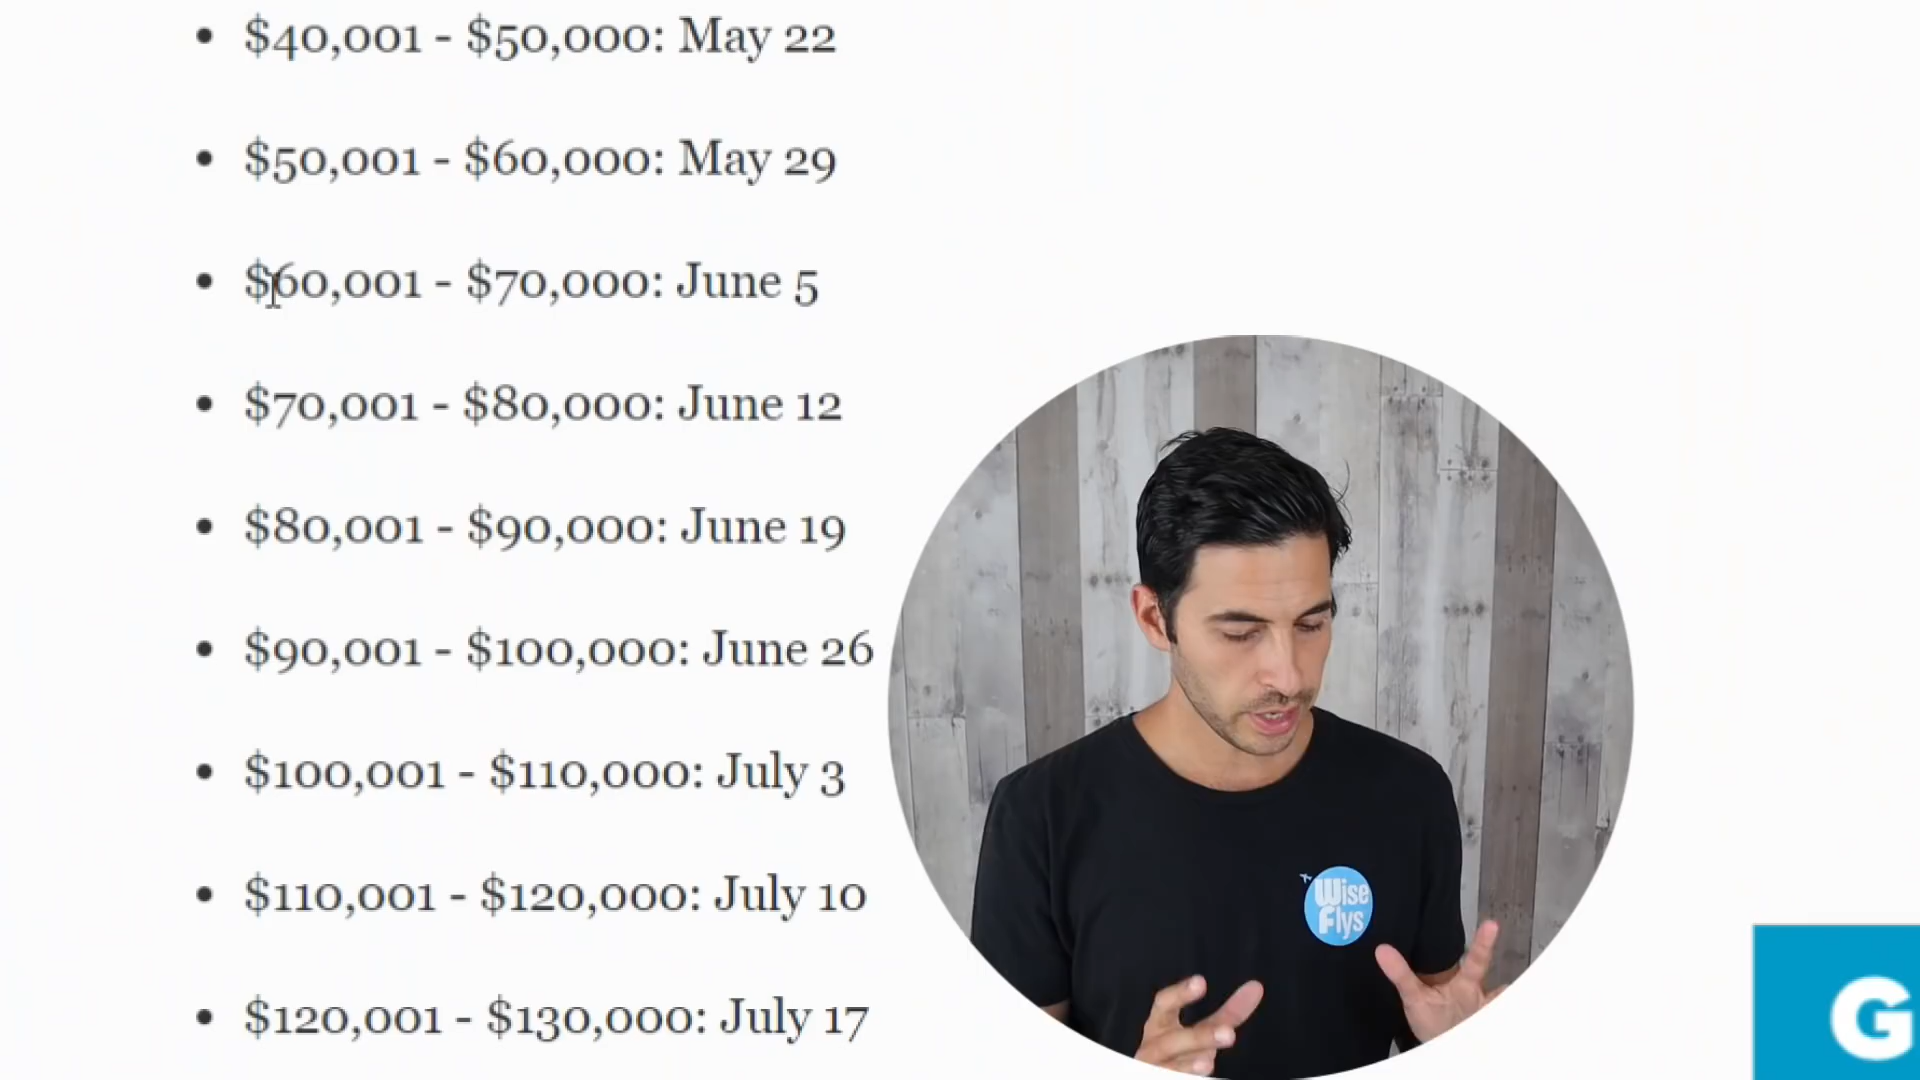 • $40,001 - $50,000: May 22
• $50,001 - $60,000: May 29
• $60,001 - $70,000: June 5
• $70,001 - $80,000: June 12
• $80,001 - $90,000: June 19
• $90,001 - $100,000: June 26
• $100,001 - $110,000: July 3
• $110,001 - $120,000: July 10
• $120,001 - $130,000: July 17
Wise
Flys
G